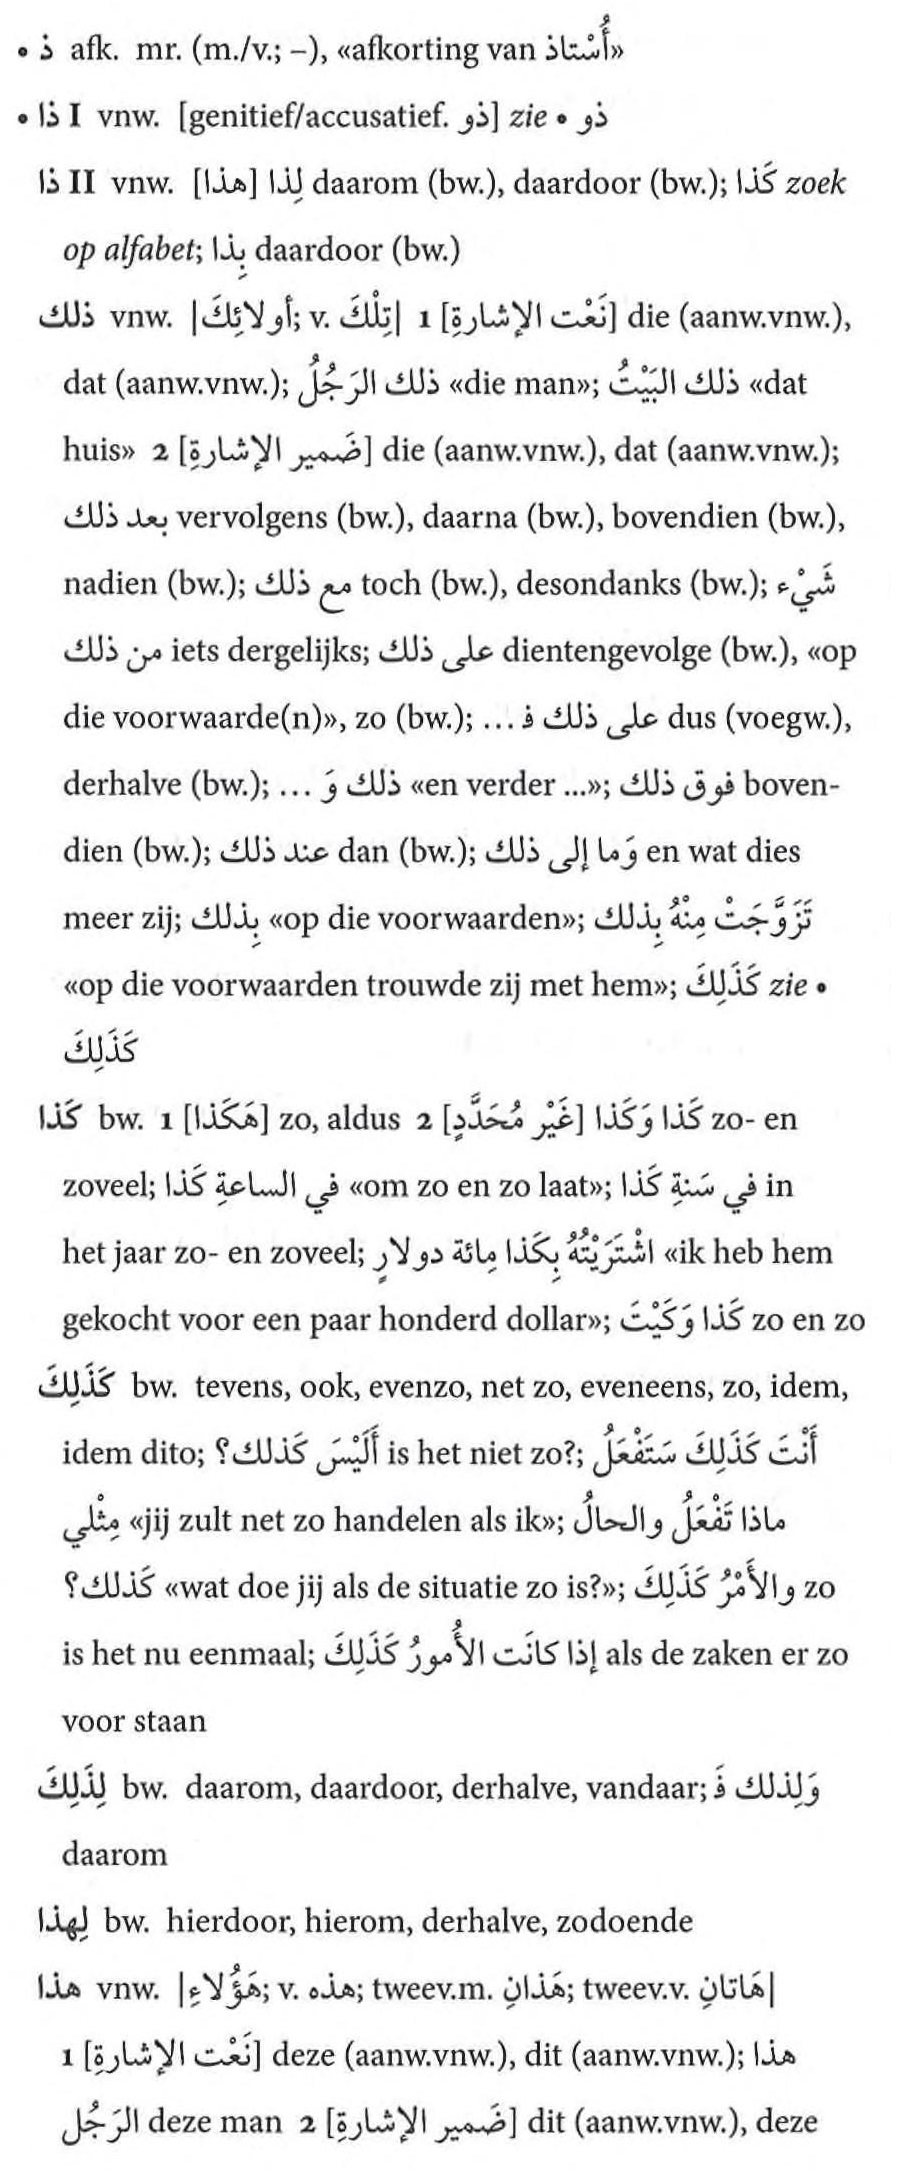 • ذ afk. mr. (m./v.; –), «afkorting van أُسْتاذ»
• ذا I vnw. [genitief/accusatief. ذو] zie • ذو
ذا II vnw. [هذا] لِذا daarom (bw.), daardoor (bw.); كَذا zoek
op alfabet; بِذا daardoor (bw.)
ذلك vnw. |أولائِكَ; v. تِلْكَ| 1 [نَعْت الإشارةِ] die (aanw.vnw.),
dat (aanw.vnw.); ذلك الرَجُلُ «die man»; ذلك البَيْتُ «dat
huis» 2 [ضَمير الإشارةِ] die (aanw.vnw.), dat (aanw.vnw.);
بعد ذلك vervolgens (bw.), daarna (bw.), bovendien (bw.),
nadien (bw.); مع ذلك toch (bw.), desondanks (bw.); شَيْء
من ذلك iets dergelijks; على ذلك dientengevolge (bw.), «op
die voorwaarde(n)», zo (bw.); على ذلك فَ ... dus (voegw.),
derhalve (bw.); ذلك وَ ... «en verder ...»; فوق ذلك boven-
dien (bw.); عند ذلك dan (bw.); وَما إلى ذلك en wat dies
meer zij; بِذلك «op die voorwaarden»; تَزَوَّجَتْ مِنْهُ بِذلك
«op die voorwaarden trouwde zij met hem»; كَذَلِكَ zie •
كَذَلِكَ
كَذا bw. 1 [هَكَذا] zo, aldus 2 [غَيْر مُحَدَّدٍ] كَذا وَكَذا zo- en
zoveel; في الساعةِ كَذا «om zo en zo laat»; في سَنةِ كَذا in
het jaar zo- en zoveel; اشْتَرَيْتُهُ بِكَذا مِائة دولارٍ «ik heb hem
gekocht voor een paar honderd dollar»; كَذا وَكَيْتَ zo en zo
كَذَلِكَ bw. tevens, ook, evenzo, net zo, eveneens, zo, idem,
idem dito; أَلَيْسَ كَذلك؟ is het niet zo?; أَنْتَ كَذَلِكَ سَتَفْعَلُ
مِثْلي «jij zult net zo handelen als ik»; ماذا تَفْعَلُ والحالُ
كَذلك؟ «wat doe jij als de situatie zo is?»; والأَمْرُ كَذَلِكَ zo
is het nu eenmaal; إذا كانَت الأُمورُ كَذَلِكَ als de zaken er zo
voor staan
لِذَلِكَ bw. daarom, daardoor, derhalve, vandaar; وَلِذلك فَ
daarom
لِهذا bw. hierdoor, hierom, derhalve, zodoende
هذا vnw. |هَؤُلاءِ; v. هذه; tweev.m. هَذانِ; tweev.v. هَاتانِ|
1 [نَعْت الإشارةِ] deze (aanw.vnw.), dit (aanw.vnw.); هذا
الرَجُل deze man 2 [ضَمير الإشارةِ] dit (aanw.vnw.), deze